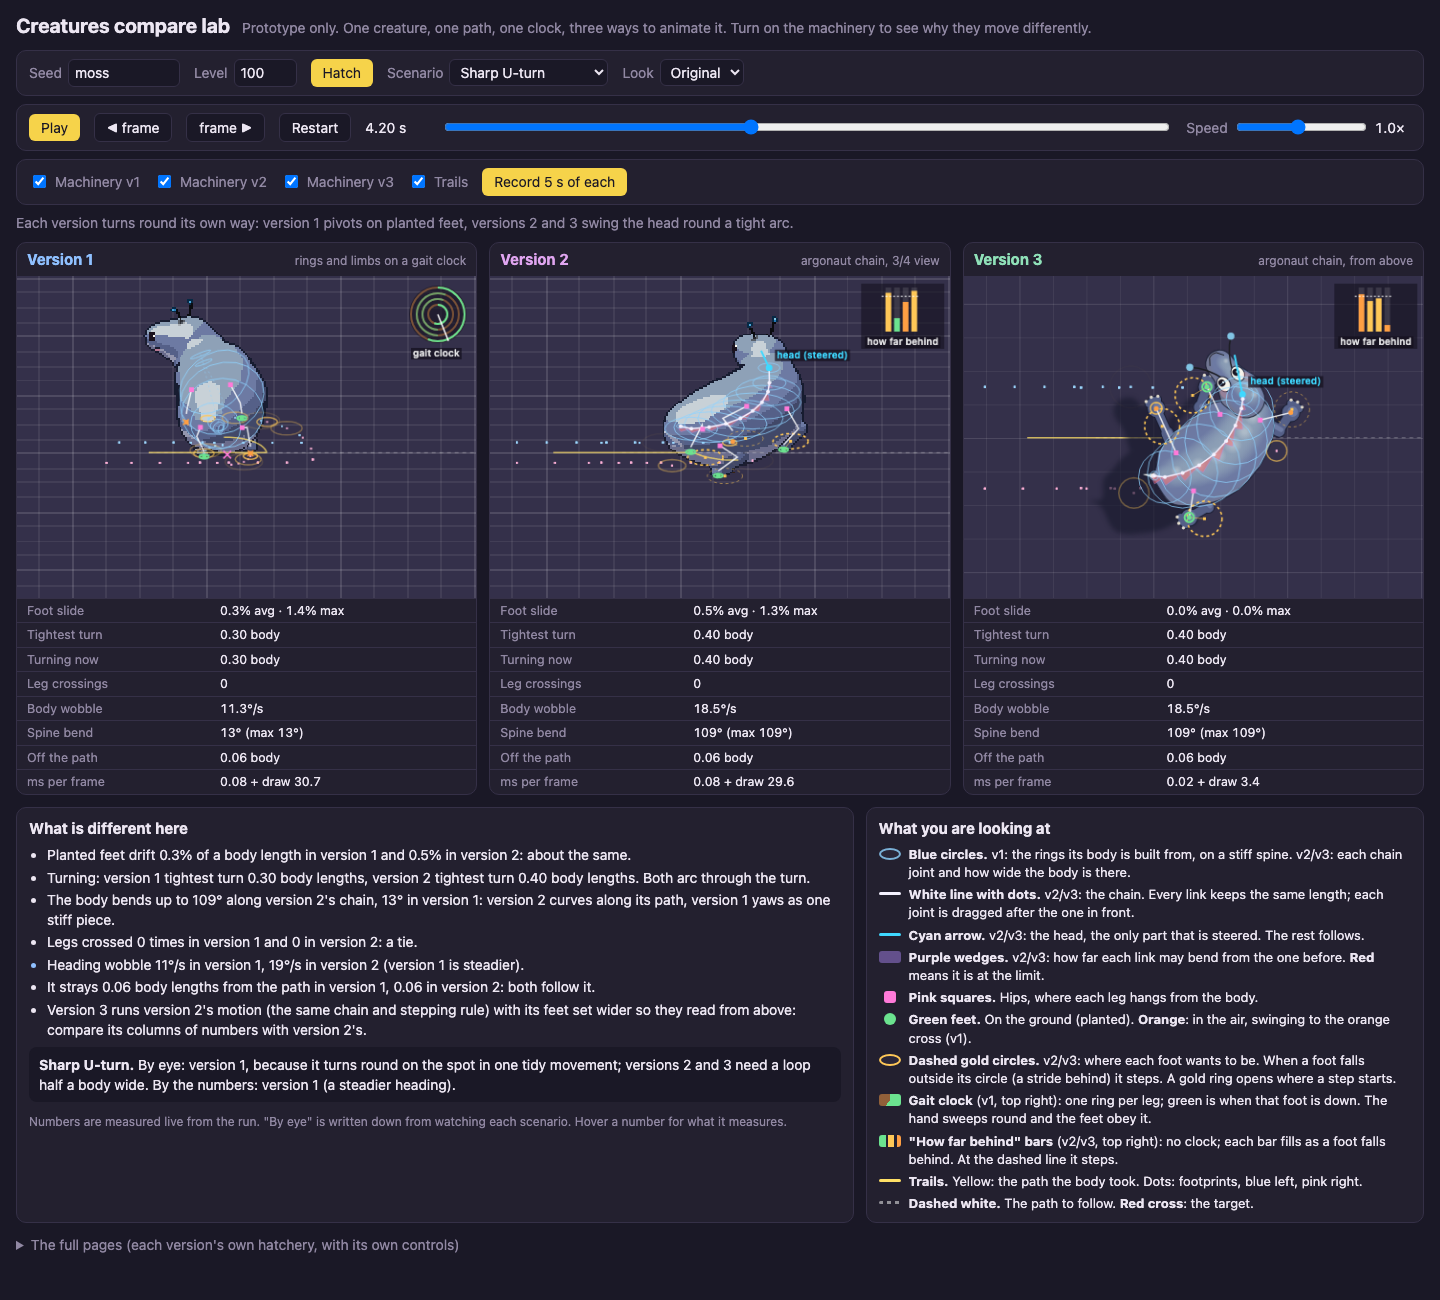 Creatures compare lab Prototype only. One creature, one path, one clock, three ways to animate it. Turn on the machinery to see why they move differently.
Seed moss Level 100 Hatch Scenario Sharp U-turn Look Original
Play ◀ frame frame ▶ Restart 4.20 s Speed 1.0×
Machinery v1 Machinery v2 Machinery v3 Trails Record 5 s of each
Each version turns round its own way: version 1 pivots on planted feet, versions 2 and 3 swing the head round a tight arc.
Version 1 rings and limbs on a gait clock
gait clock
Foot slide 0.3% avg · 1.4% max
Tightest turn 0.30 body
Turning now 0.30 body
Leg crossings 0
Body wobble 11.3°/s
Spine bend 13° (max 13°)
Off the path 0.06 body
ms per frame 0.08 + draw 30.7
Version 2 argonaut chain, 3/4 view
how far behind
head (steered)
Foot slide 0.5% avg · 1.3% max
Tightest turn 0.40 body
Turning now 0.40 body
Leg crossings 0
Body wobble 18.5°/s
Spine bend 109° (max 109°)
Off the path 0.06 body
ms per frame 0.08 + draw 29.6
Version 3 argonaut chain, from above
how far behind
head (steered)
Foot slide 0.0% avg · 0.0% max
Tightest turn 0.40 body
Turning now 0.40 body
Leg crossings 0
Body wobble 18.5°/s
Spine bend 109° (max 109°)
Off the path 0.06 body
ms per frame 0.02 + draw 3.4
What is different here
• Planted feet drift 0.3% of a body length in version 1 and 0.5% in version 2: about the same.
• Turning: version 1 tightest turn 0.30 body lengths, version 2 tightest turn 0.40 body lengths. Both arc through the turn.
• The body bends up to 109° along version 2's chain, 13° in version 1: version 2 curves along its path, version 1 yaws as one
stiff piece.
• Legs crossed 0 times in version 1 and 0 in version 2: a tie.
• Heading wobble 11°/s in version 1, 19°/s in version 2 (version 1 is steadier).
• It strays 0.06 body lengths from the path in version 1, 0.06 in version 2: both follow it.
• Version 3 runs version 2's motion (the same chain and stepping rule) with its feet set wider so they read from above:
compare its columns of numbers with version 2's.
Sharp U-turn. By eye: version 1, because it turns round on the spot in one tidy movement; versions 2 and 3 need a loop
half a body wide. By the numbers: version 1 (a steadier heading).
Numbers are measured live from the run. "By eye" is written down from watching each scenario. Hover a number for what it measures.
What you are looking at
Blue circles. v1: the rings its body is built from, on a stiff spine. v2/v3: each chain
joint and how wide the body is there.
White line with dots. v2/v3: the chain. Every link keeps the same length; each
joint is dragged after the one in front.
Cyan arrow. v2/v3: the head, the only part that is steered. The rest follows.
Purple wedges. v2/v3: how far each link may bend from the one before. Red
means it is at the limit.
Pink squares. Hips, where each leg hangs from the body.
Green feet. On the ground (planted). Orange: in the air, swinging to the orange
cross (v1).
Dashed gold circles. v2/v3: where each foot wants to be. When a foot falls
outside its circle (a stride behind) it steps. A gold ring opens where a step starts.
Gait clock (v1, top right): one ring per leg; green is when that foot is down. The
hand sweeps round and the feet obey it.
"How far behind" bars (v2/v3, top right): no clock; each bar fills as a foot falls
behind. At the dashed line it steps.
Trails. Yellow: the path the body took. Dots: footprints, blue left, pink right.
Dashed white. The path to follow. Red cross: the target.
▶ The full pages (each version's own hatchery, with its own controls)